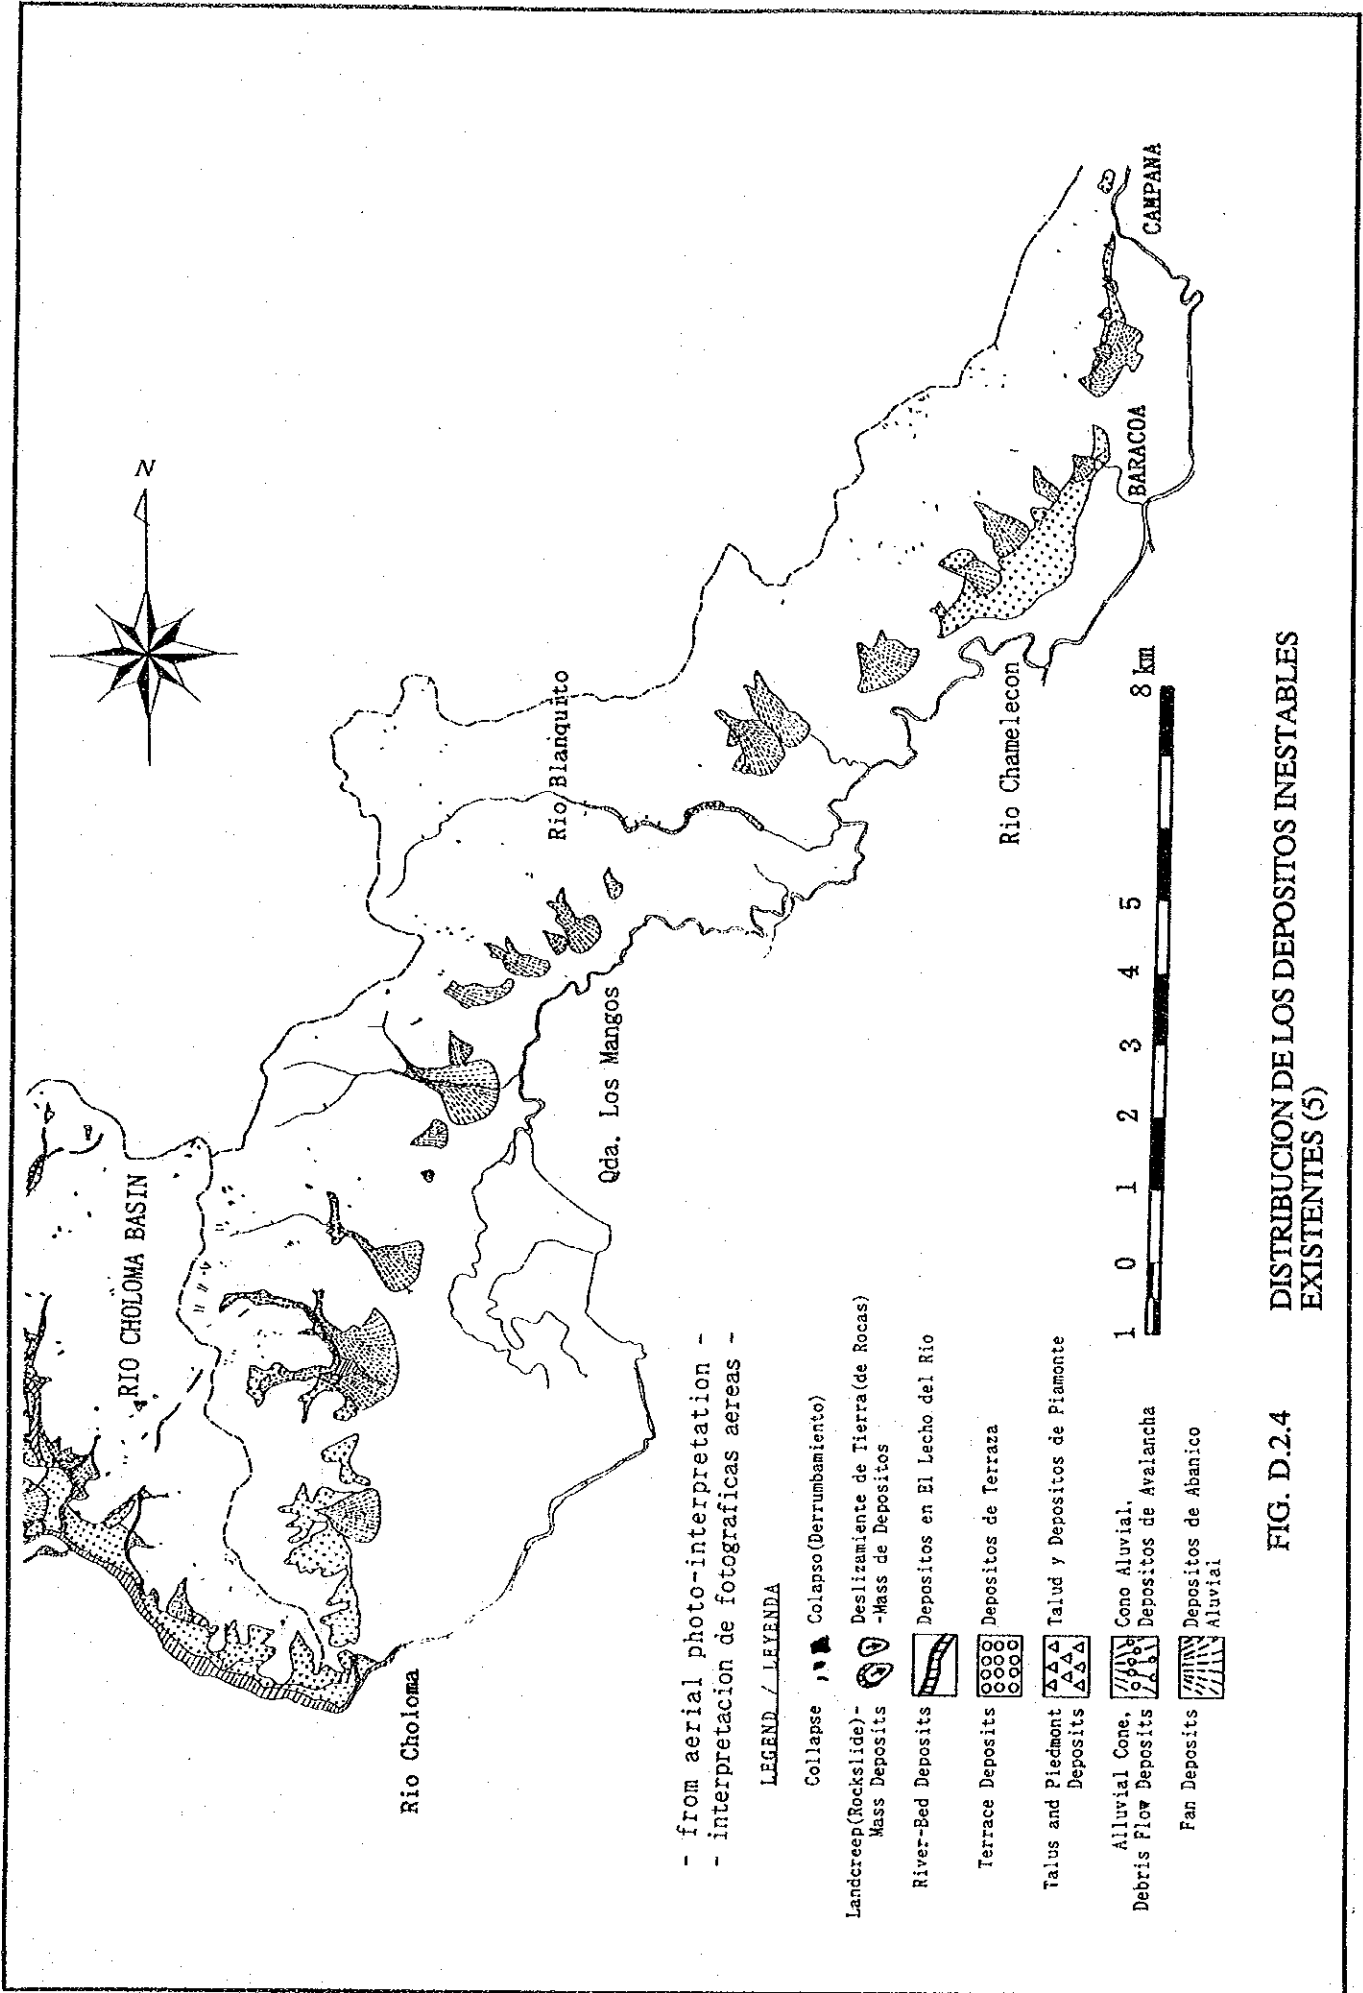 N
RIO CHOLOMA BASIN
Rio Blanquito
CAMPANA
BARACOA
Rio Chamelecon
Qda. Los Mangos
Rio Choloma
- from aerial photo-interpretation -
- interpretacion de fotograficas aereas -
LEGEND / LEYENDA
Collapse Colapso(Derrumbamiento)
Landcreep(Rockslide)- Deslizamiente de Tierra(de Rocas)
Mass Deposits -Mass de Depositos
River-Bed Deposits Depositos en El Lecho del Rio
Terrace Deposits Depositos de Terraza
Talus and Piedmont Talud y Depositos de Piamonte
Deposits
Alluvial Cone, Cono Aluvial,
Debris Flow Deposits Depositos de Avalancha
Fan Deposits Depositos de Abanico
Aluvial
1 0 1 2 3 4 5 8 km
FIG. D.2.4 DISTRIBUCION DE LOS DEPOSITOS INESTABLES
EXISTENTES (5)